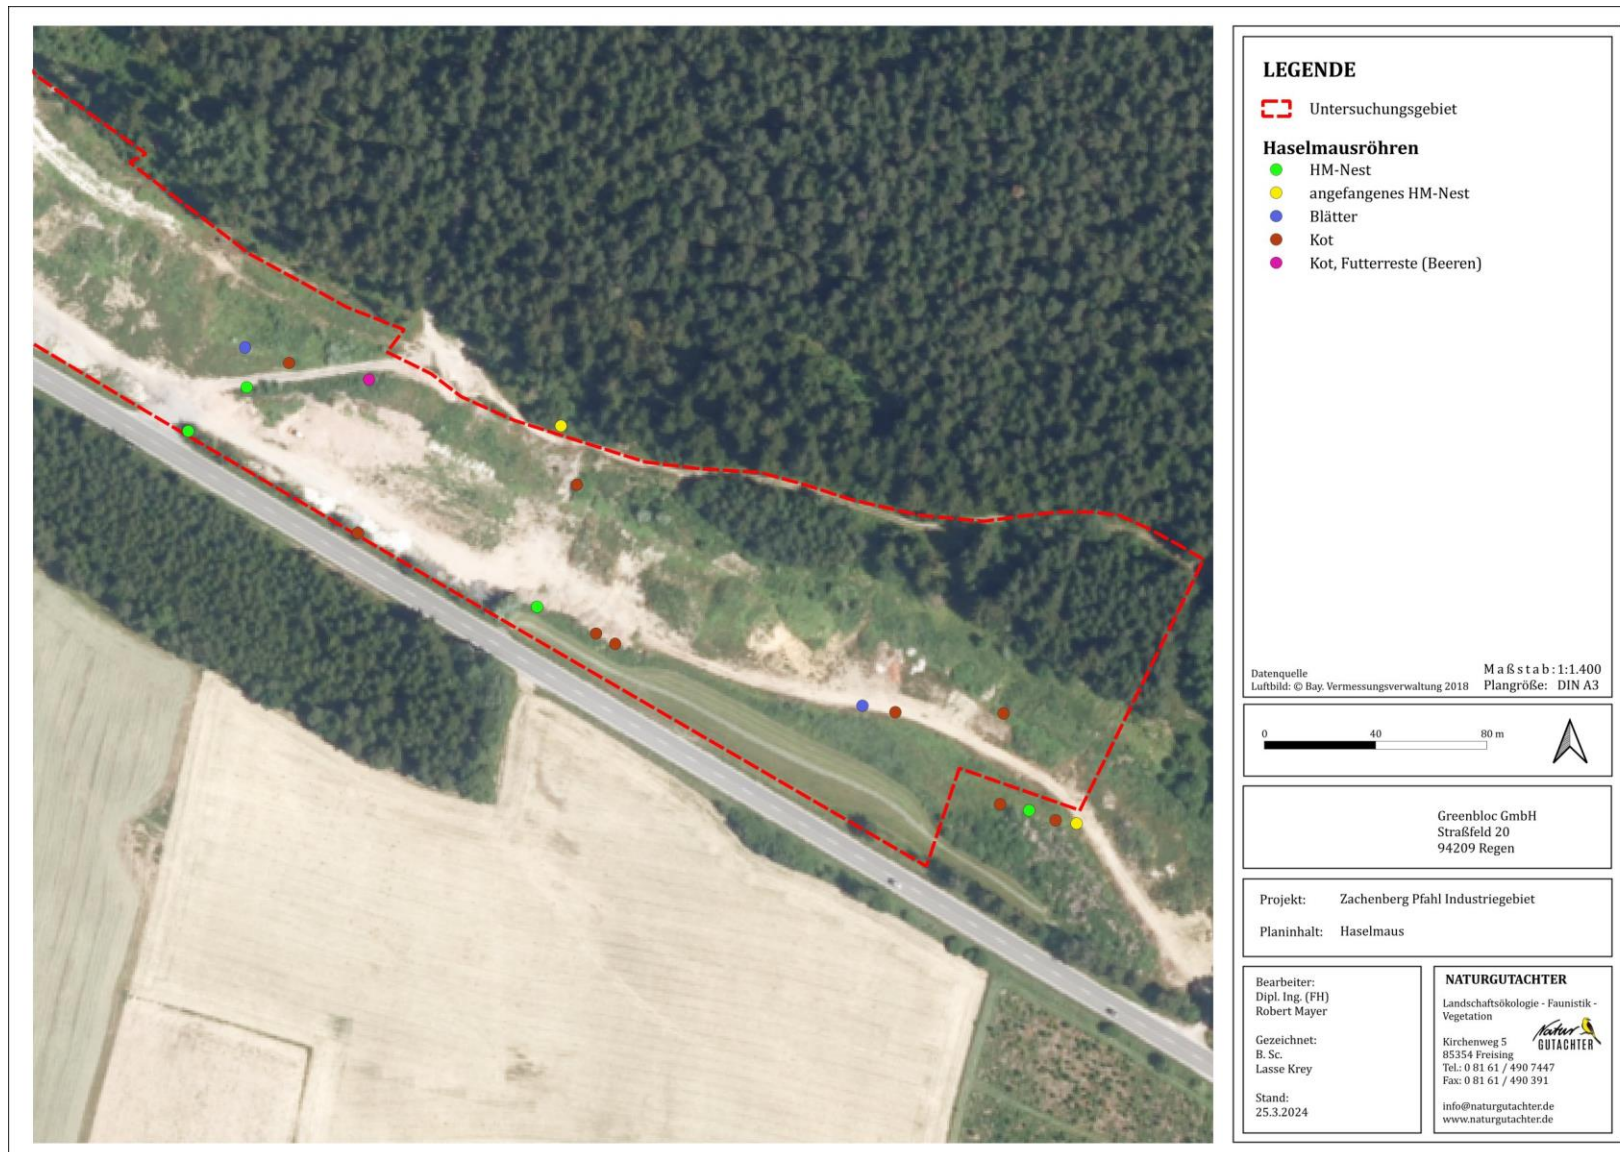 LEGENDE
Untersuchungsgebiet
Haselmausröhren
HM-Nest
angefangenes HM-Nest
Blätter
Kot
Kot, Futterreste (Beeren)
Datenquelle
Luftbild: © Bay. Vermessungsverwaltung 2018
Maßstab: 1:1.400
Plangröße: DIN A3
0 40 80 m
Greenbloc GmbH
Straßfeld 20
94209 Regen
Projekt: Zachenberg Pfahl Industriegebiet
Planinhalt: Haselmaus
Bearbeiter:
Dipl. Ing. (FH)
Robert Mayer
Gezeichnet:
B. Sc.
Lasse Krey
Stand:
25.3.2024
NATURGUTACHTER
Landschaftsökologie - Faunistik -
Vegetation
Natur
GUTACHTER
Kirchenweg 5
85354 Freising
Tel.: 0 81 61 / 490 7447
Fax: 0 81 61 / 490 391
info@naturgutachter.de
www.naturgutachter.de